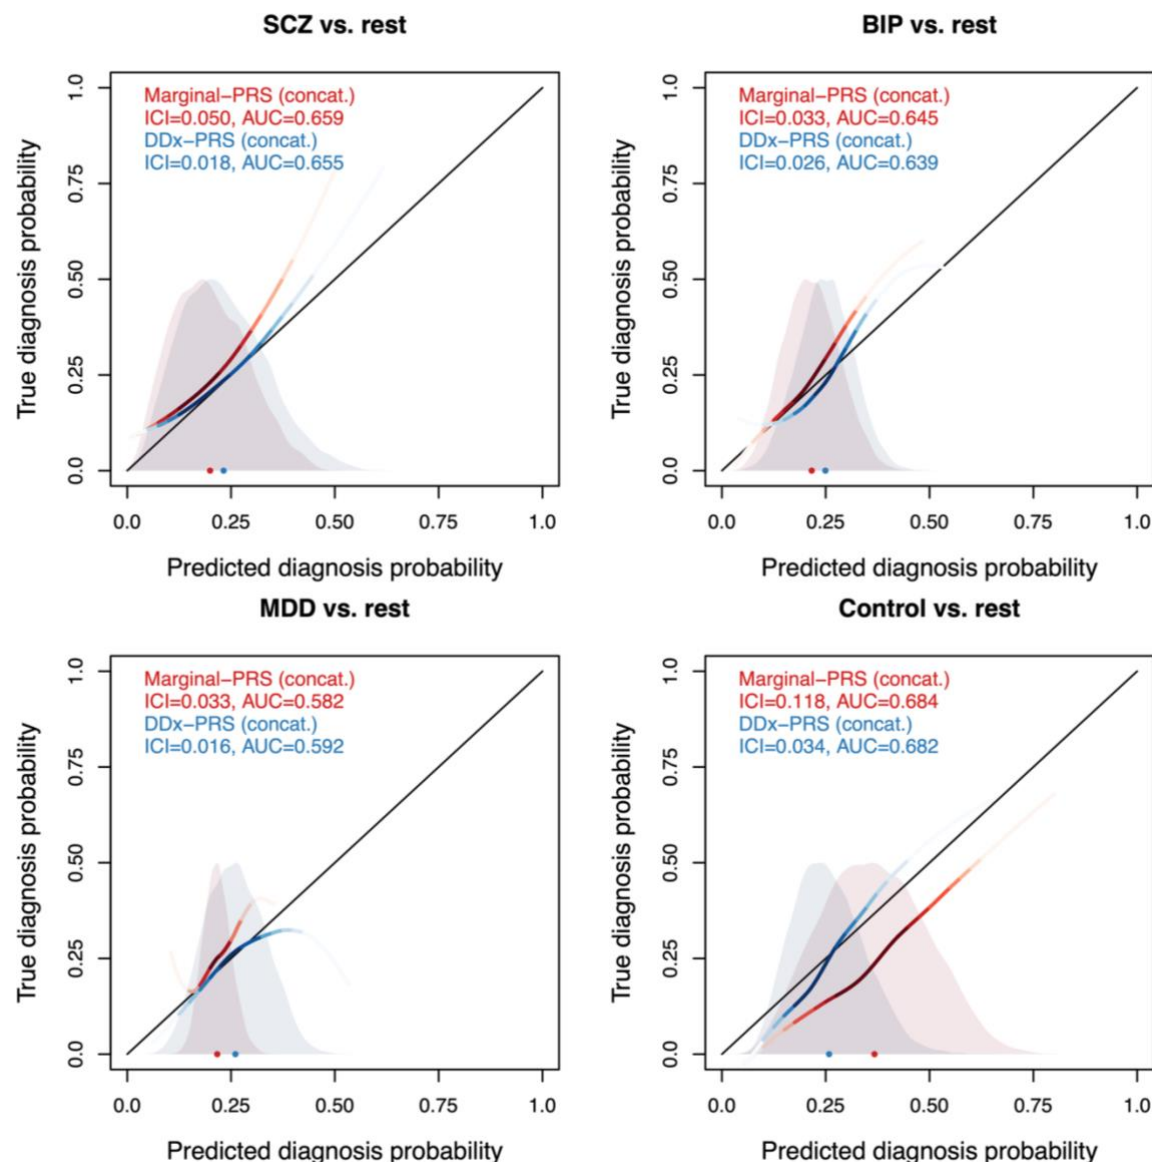 SCZ vs. rest
Marginal−PRS (concat.)
ICI=0.050, AUC=0.659
DDx−PRS (concat.)
ICI=0.018, AUC=0.655
True diagnosis probability
1.0
0.75
0.50
0.25
0.0
0.0 0.25 0.50 0.75 1.0
Predicted diagnosis probability
BIP vs. rest
Marginal−PRS (concat.)
ICI=0.033, AUC=0.645
DDx−PRS (concat.)
ICI=0.026, AUC=0.639
True diagnosis probability
1.0
0.75
0.50
0.25
0.0
0.0 0.25 0.50 0.75 1.0
Predicted diagnosis probability
MDD vs. rest
Marginal−PRS (concat.)
ICI=0.033, AUC=0.582
DDx−PRS (concat.)
ICI=0.016, AUC=0.592
True diagnosis probability
1.0
0.75
0.50
0.25
0.0
0.0 0.25 0.50 0.75 1.0
Predicted diagnosis probability
Control vs. rest
Marginal−PRS (concat.)
ICI=0.118, AUC=0.684
DDx−PRS (concat.)
ICI=0.034, AUC=0.682
True diagnosis probability
1.0
0.75
0.50
0.25
0.0
0.0 0.25 0.50 0.75 1.0
Predicted diagnosis probability